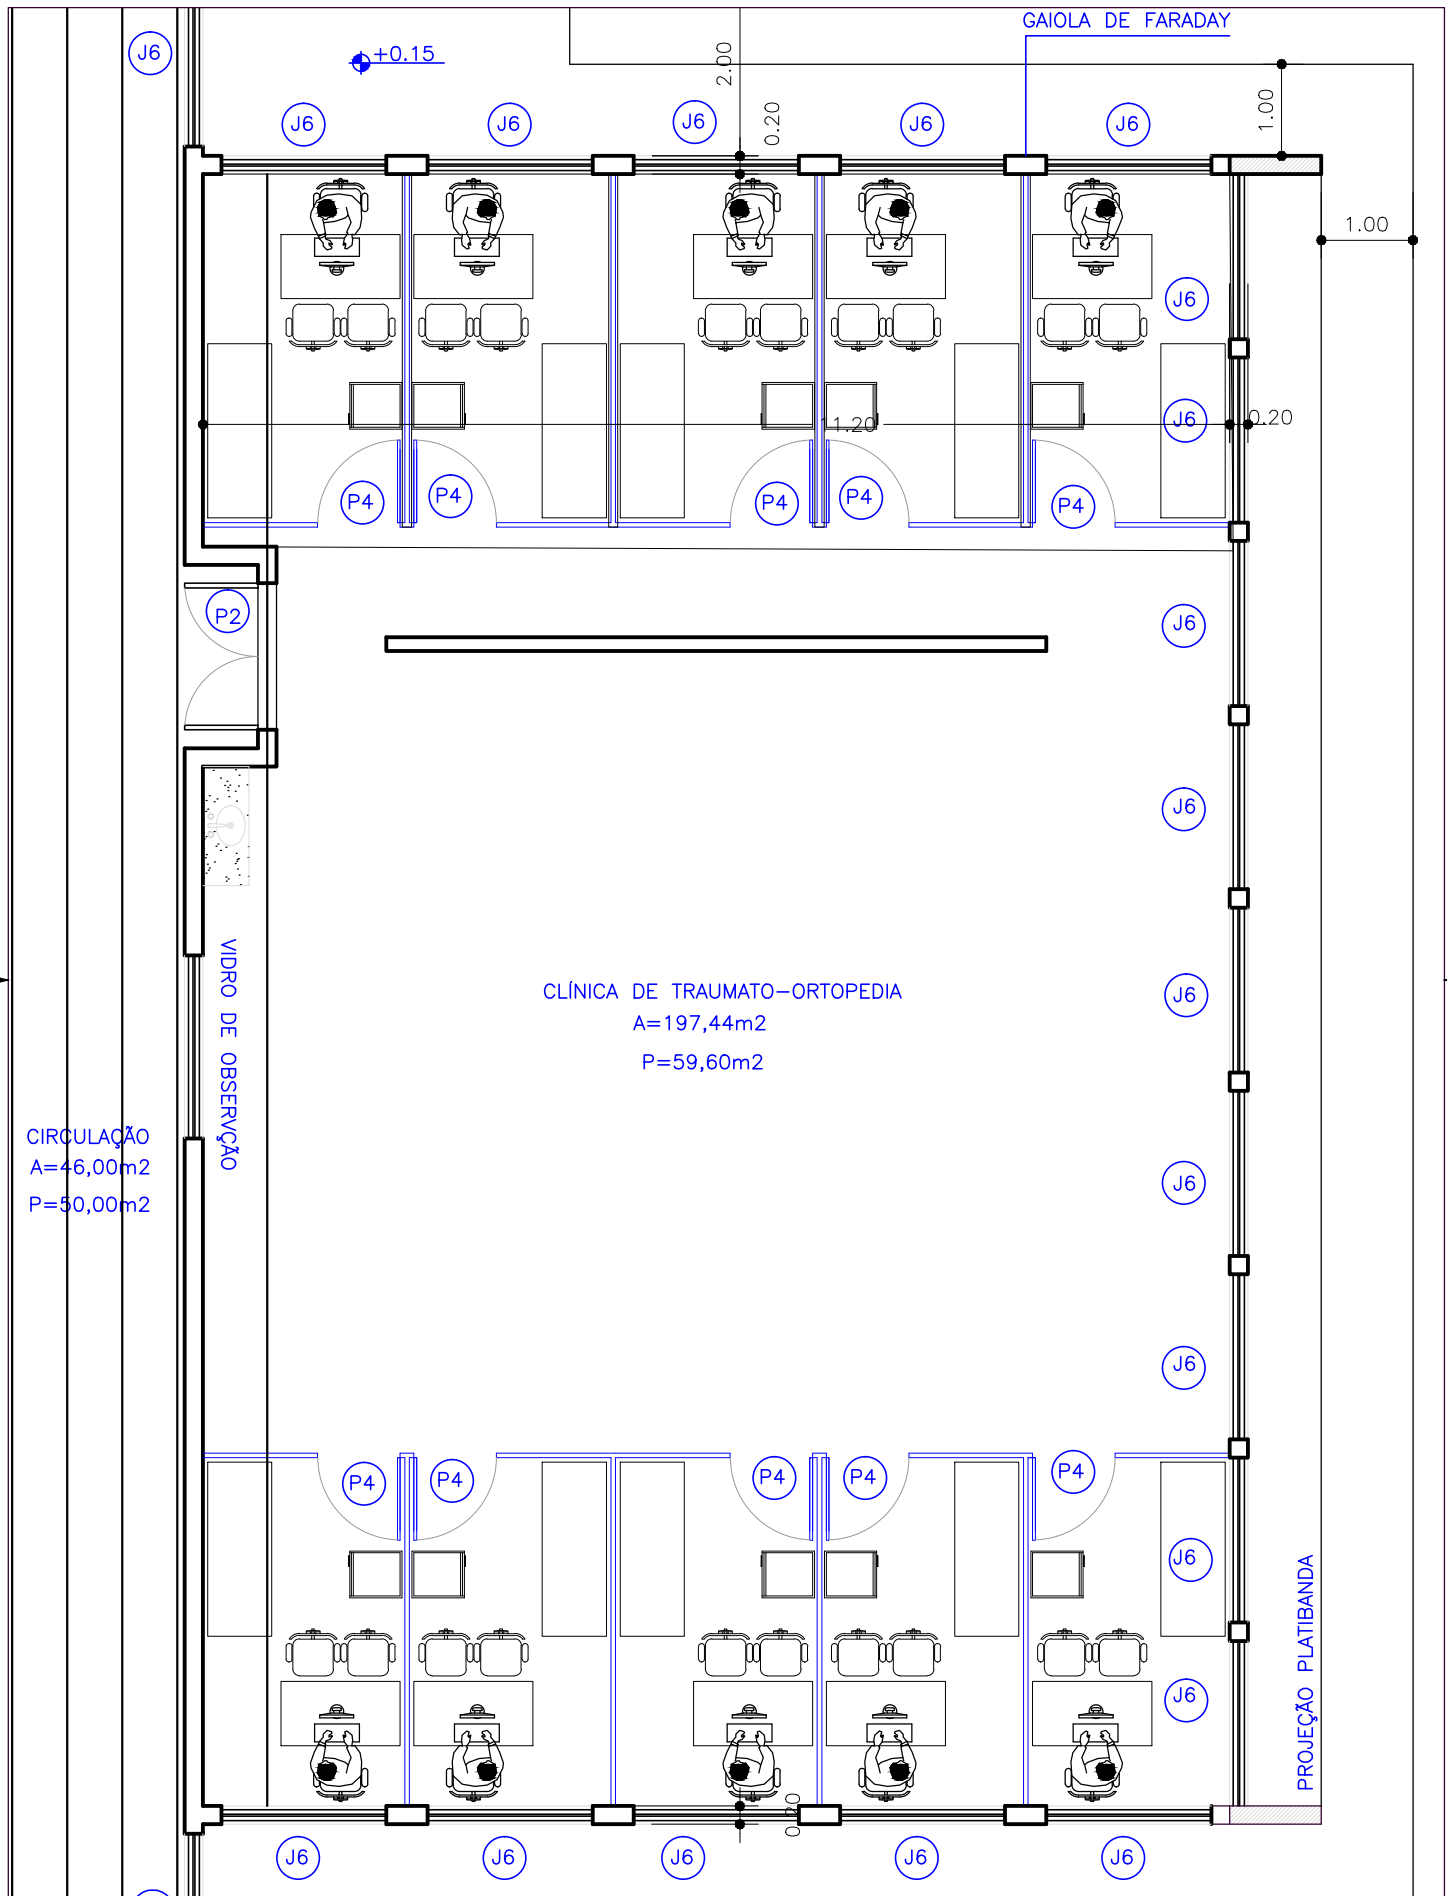 GAIOLA DE FARADAY
J6
+0.15
2.00
1.00
J6
J6
J6
0.20
J6
J6
1.00
J6
J6
11.20
0.20
P4
P4
P4
P4
P4
P2
J6
J6
VIDRO DE OBSERVÇÃO
CLÍNICA DE TRAUMATO-ORTOPEDIA
A=197,44m2
P=59,60m2
J6
CIRCULAÇÃO
A=46,00m2
P=50,00m2
J6
J6
P4
P4
P4
P4
P4
J6
PROJEÇÃO PLATIBANDA
J6
0.20
J6
J6
J6
J6
J6